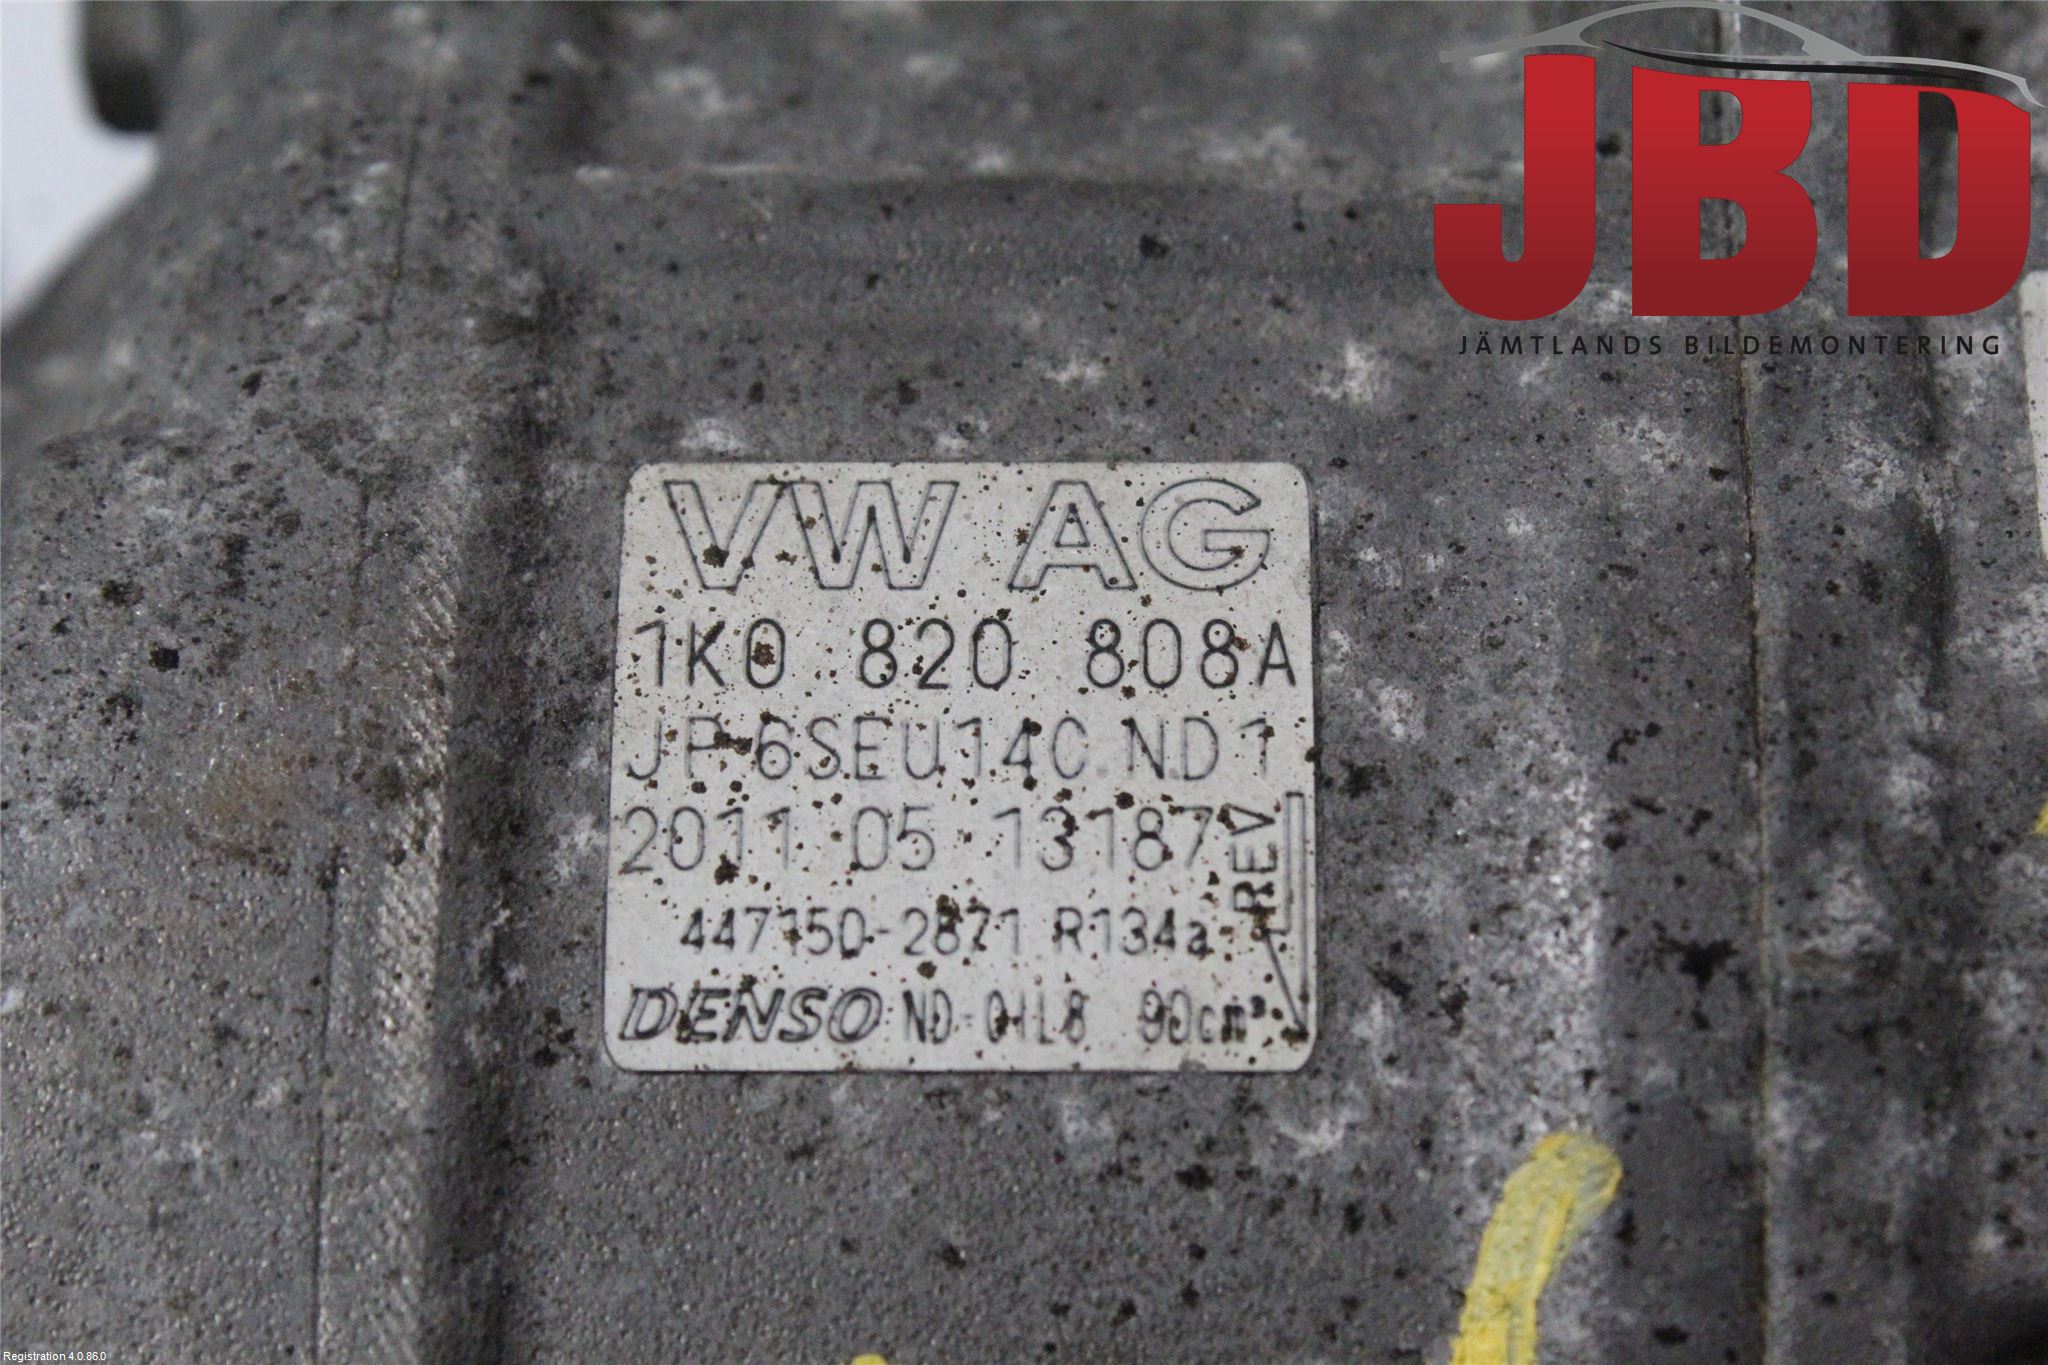 JBD
JÄMTLANDS BILDEMONTERING
VW AG
1K0 820 808A
JP 6SEU14C ND1
2011 05 13187
REV
447150-2871 R134a
DENSO ND-OIL8 90cm³
Registration 4.0.86.0